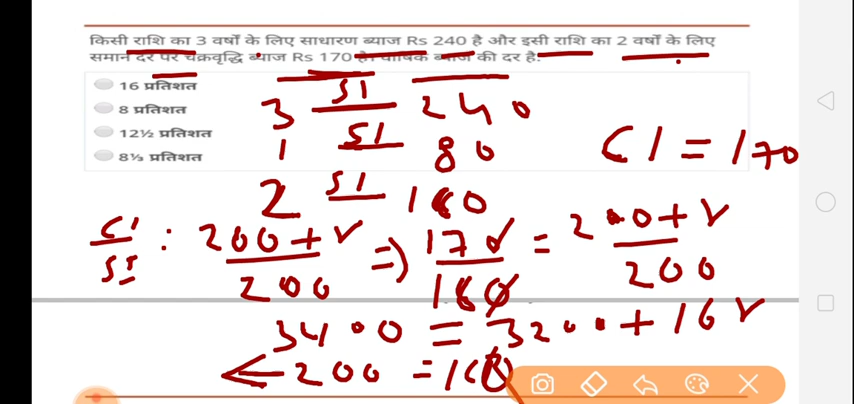 किसी राशि का 3 वर्षों के लिए साधारण ब्याज Rs 240 है और इसी राशि का 2 वर्षों के लिए
समान दर पर चक्रवृद्धि ब्याज Rs 170 है। वार्षिक ब्याज की दर है:
16 प्रतिशत
8 प्रतिशत
12½ प्रतिशत
8⅓ प्रतिशत
3 SI 240
1 SI 80
CI = 170
2 SI 160
CI/SI : 200+r/200 => 170/160 = 200+r/200
3400 = 3200+16r
200 = 16